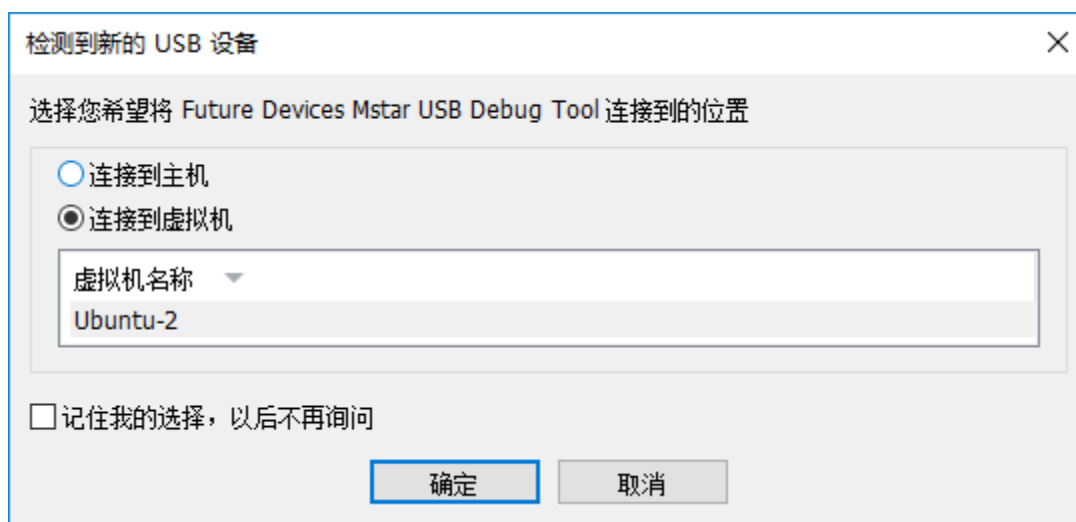 检测到新的 USB 设备
选择您希望将 Future Devices Mstar USB Debug Tool 连接到的位置
连接到主机
连接到虚拟机
虚拟机名称
Ubuntu-2
记住我的选择，以后不再询问
确定
取消